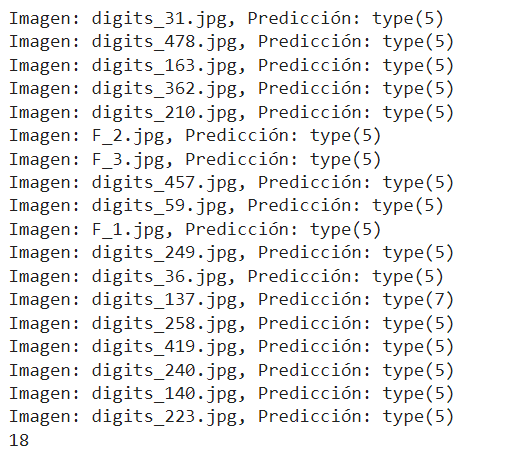 Imagen: digits_31.jpg, Predicción: type(5)
Imagen: digits_478.jpg, Predicción: type(5)
Imagen: digits_163.jpg, Predicción: type(5)
Imagen: digits_362.jpg, Predicción: type(5)
Imagen: digits_210.jpg, Predicción: type(5)
Imagen: F_2.jpg, Predicción: type(5)
Imagen: F_3.jpg, Predicción: type(5)
Imagen: digits_457.jpg, Predicción: type(5)
Imagen: digits_59.jpg, Predicción: type(5)
Imagen: F_1.jpg, Predicción: type(5)
Imagen: digits_249.jpg, Predicción: type(5)
Imagen: digits_36.jpg, Predicción: type(5)
Imagen: digits_137.jpg, Predicción: type(7)
Imagen: digits_258.jpg, Predicción: type(5)
Imagen: digits_419.jpg, Predicción: type(5)
Imagen: digits_240.jpg, Predicción: type(5)
Imagen: digits_140.jpg, Predicción: type(5)
Imagen: digits_223.jpg, Predicción: type(5)
18